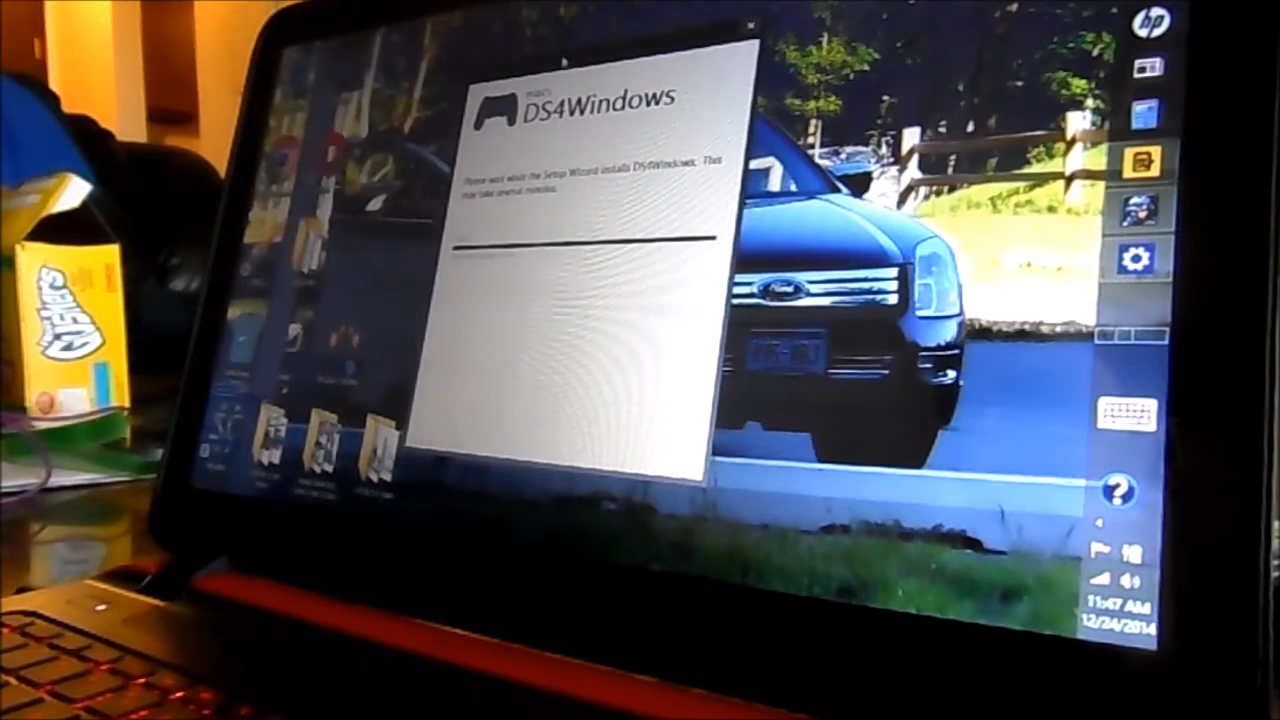 hp
DS4Windows
Please wait while the Setup Wizard installs DS4Windows. This
may take several minutes.
Ford
Gushers
?
11:47 AM
12/24/2014